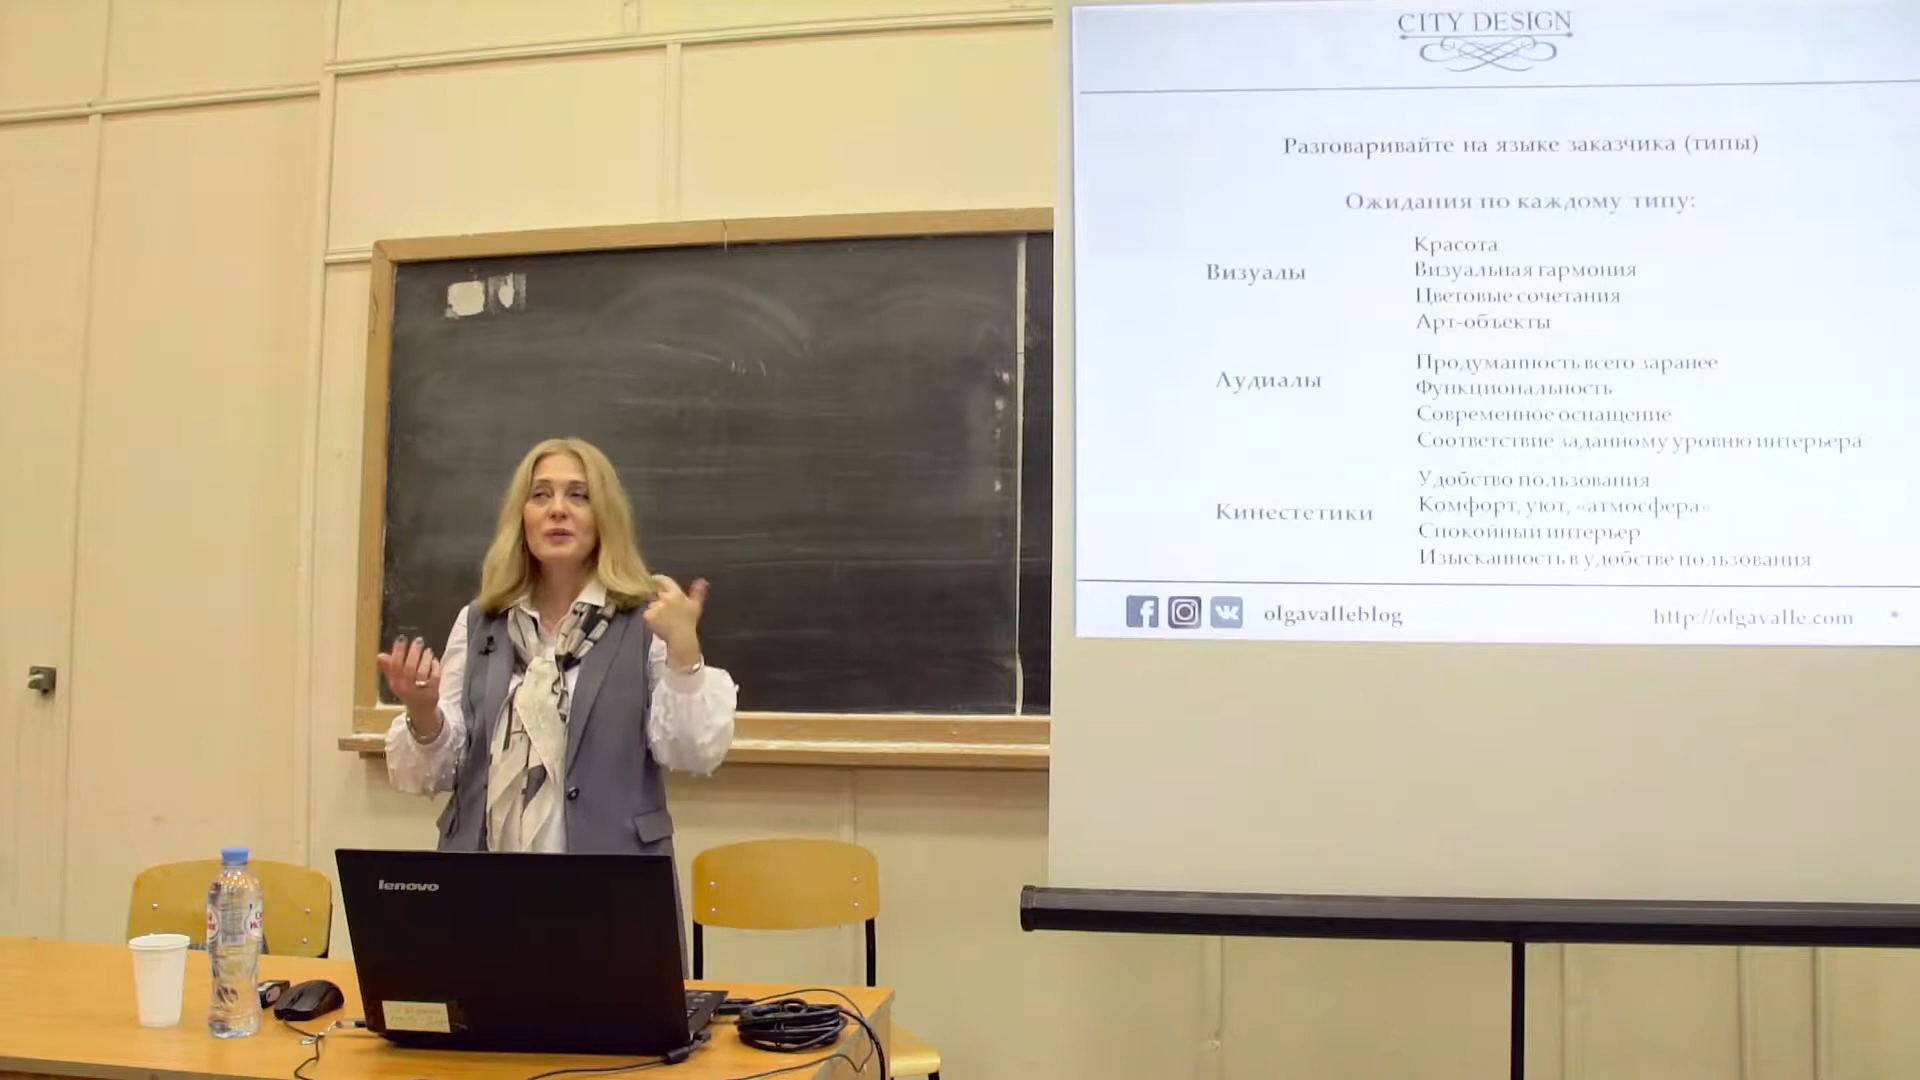 CITY DESIGN
Разговаривайте на языке заказчика (типы)
Ожидания по каждому типу:
Визуалы
Красота
Визуальная гармония
Цветовые сочетания
Арт-объекты
Аудиалы
Продуманность всего заранее
Функциональность
Современное оснащение
Соответствие заданному уровню интерьера
Кинестетики
Удобство пользования
Комфорт, уют, «атмосфера»
Спокойный интерьер
Изысканность в удобстве пользования
olgavalleblog
http://olgavalle.com
lenovo